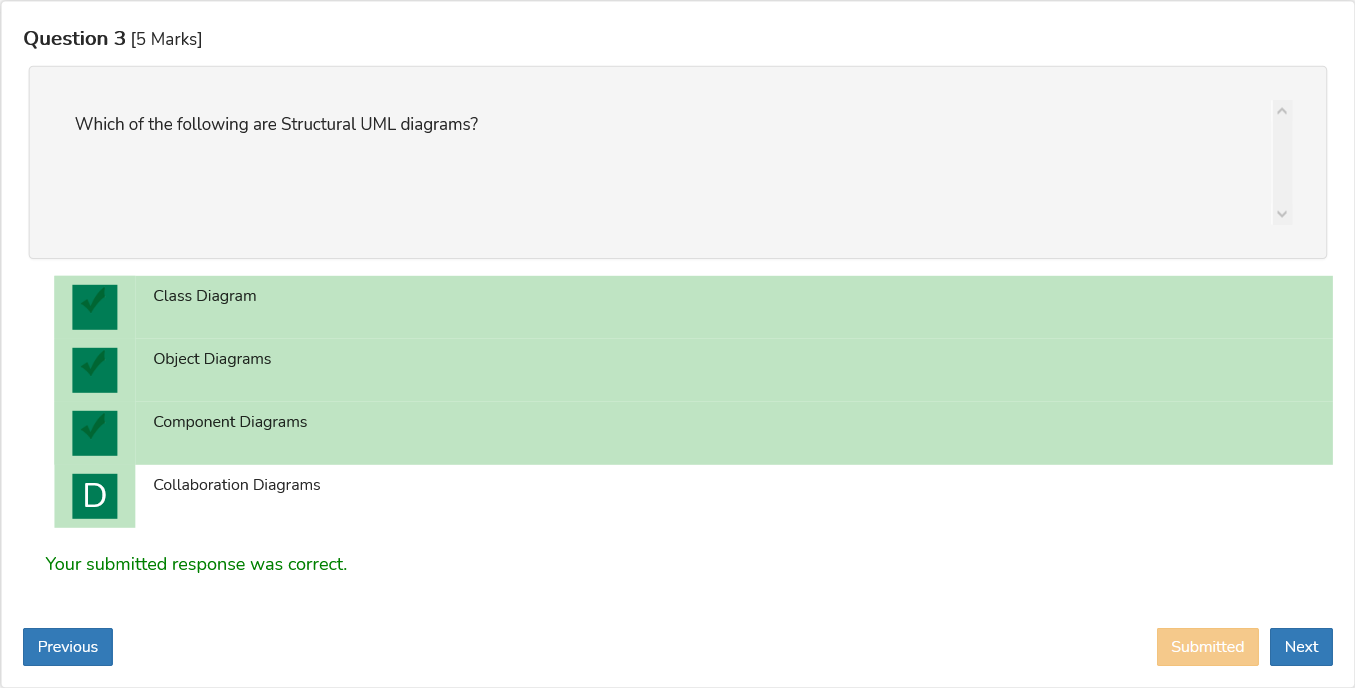 Question 3 [5 Marks]
Which of the following are Structural UML diagrams?
Class Diagram
Object Diagrams
Component Diagrams
D Collaboration Diagrams
Your submitted response was correct.
Previous Submitted Next